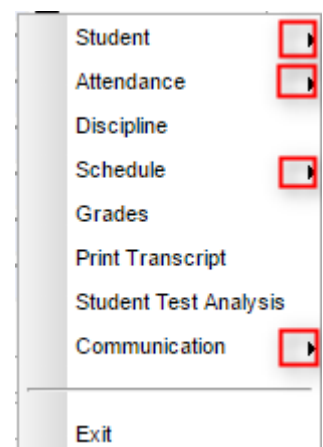 Student
Attendance
Discipline
Schedule
Grades
Print Transcript
Student Test Analysis
Communication
Exit